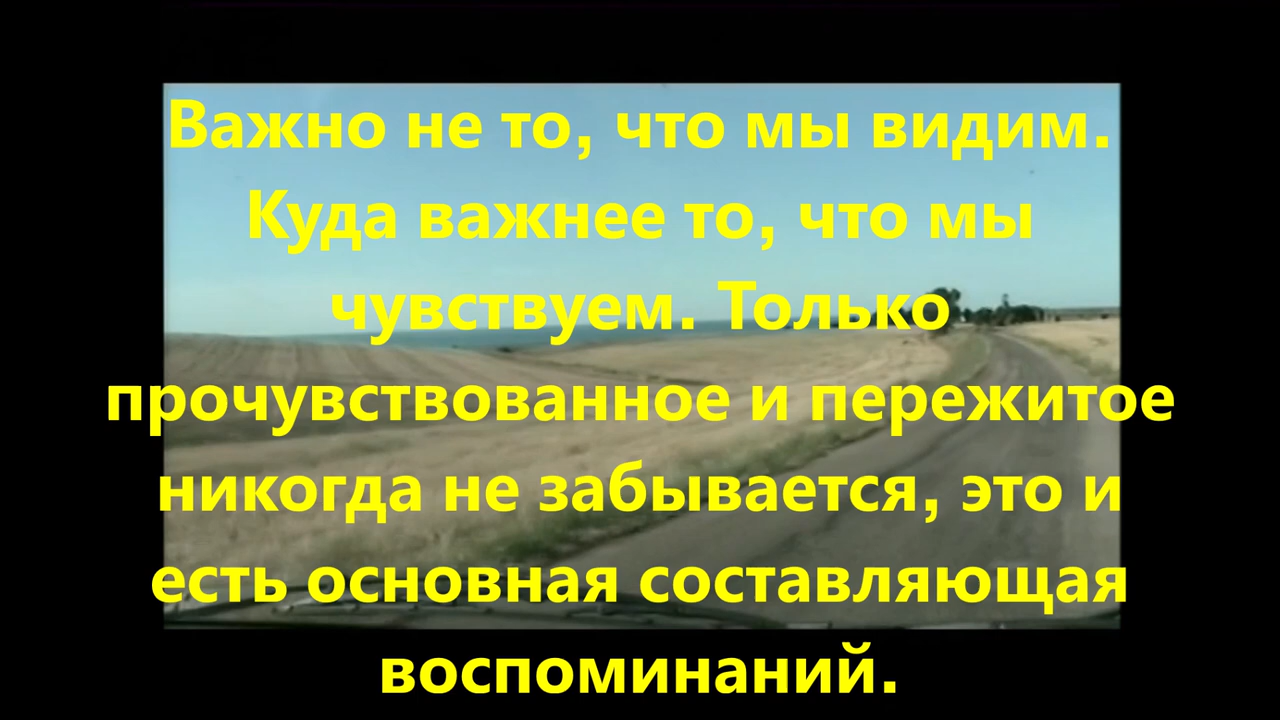 Важно не то, что мы видим.
Куда важнее то, что мы
чувствуем. Только
прочувствованное и пережитое
никогда не забывается, это и
есть основная составляющая
воспоминаний.